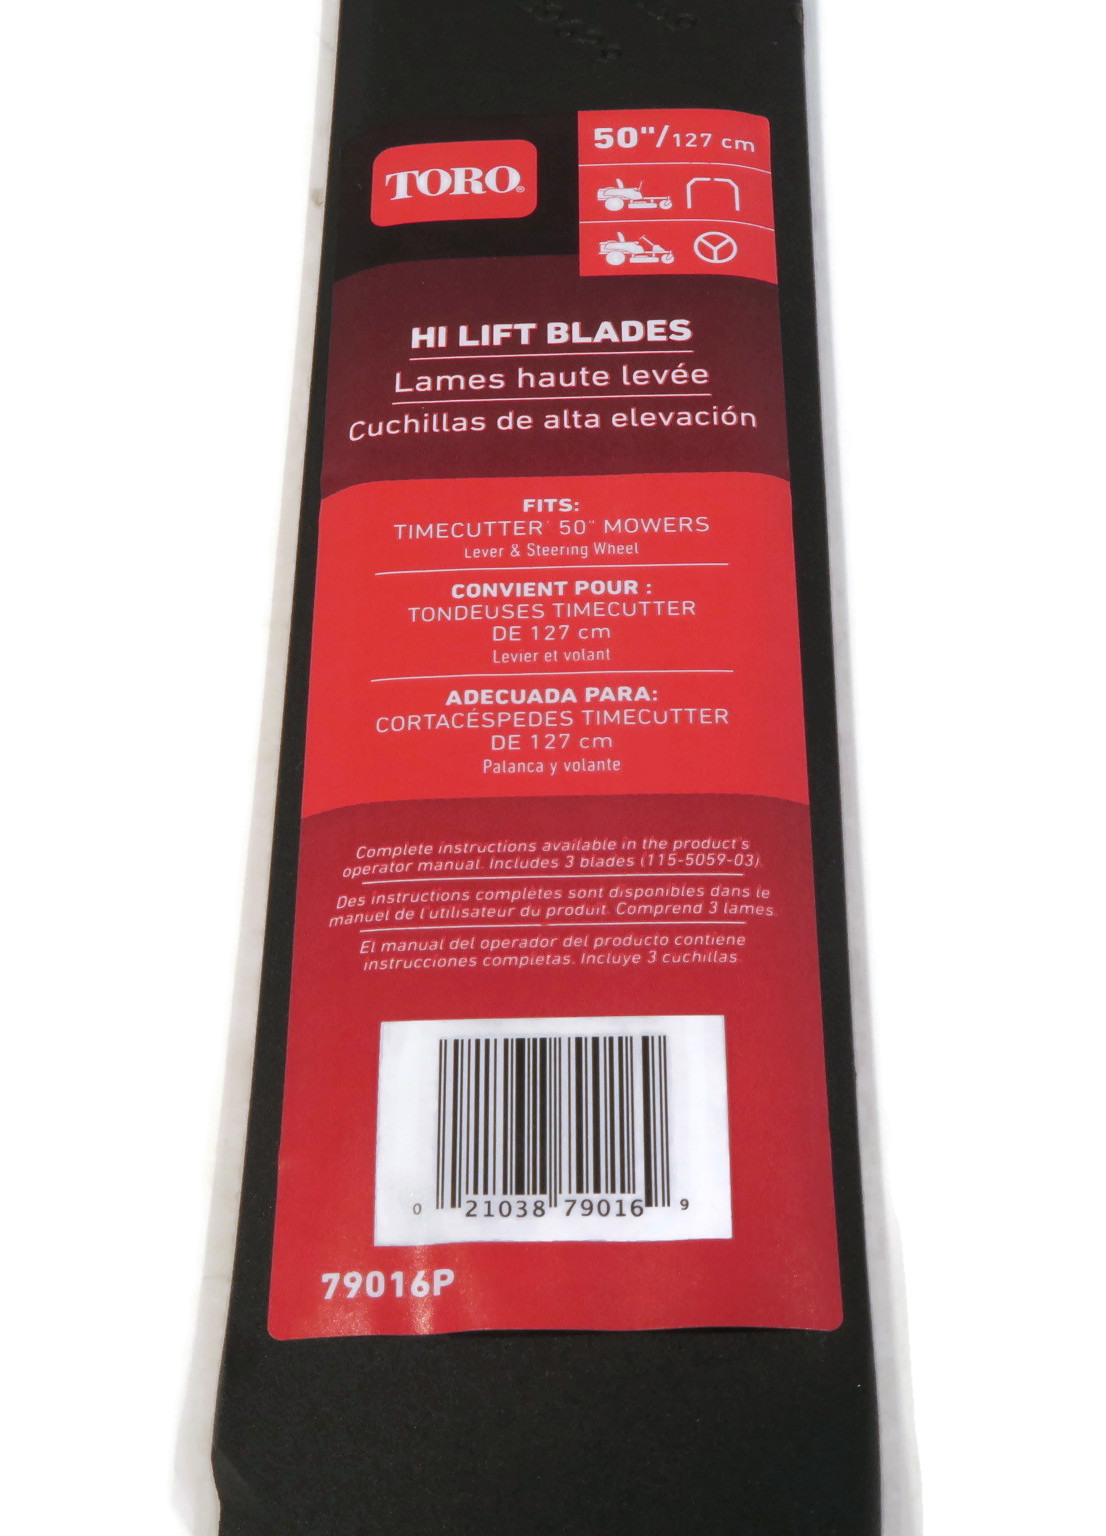 TORO®
50"/127 cm
HI LIFT BLADES
Lames haute levée
Cuchillas de alta elevación
FITS:
TIMECUTTER® 50" MOWERS
Lever & Steering Wheel
CONVIENT POUR :
TONDEUSES TIMECUTTER
DE 127 cm
Levier et volant
ADECUADA PARA:
CORTACÉSPEDES TIMECUTTER
DE 127 cm
Palanca y volante
Complete instructions available in the product's
operator manual. Includes 3 blades (115-5059-03).
Des instructions complètes sont disponibles dans le
manuel de l'utilisateur du produit. Comprend 3 lames.
El manual del operador del producto contiene
instrucciones completas. Incluye 3 cuchillas.
0 21038 79016 9
79016P